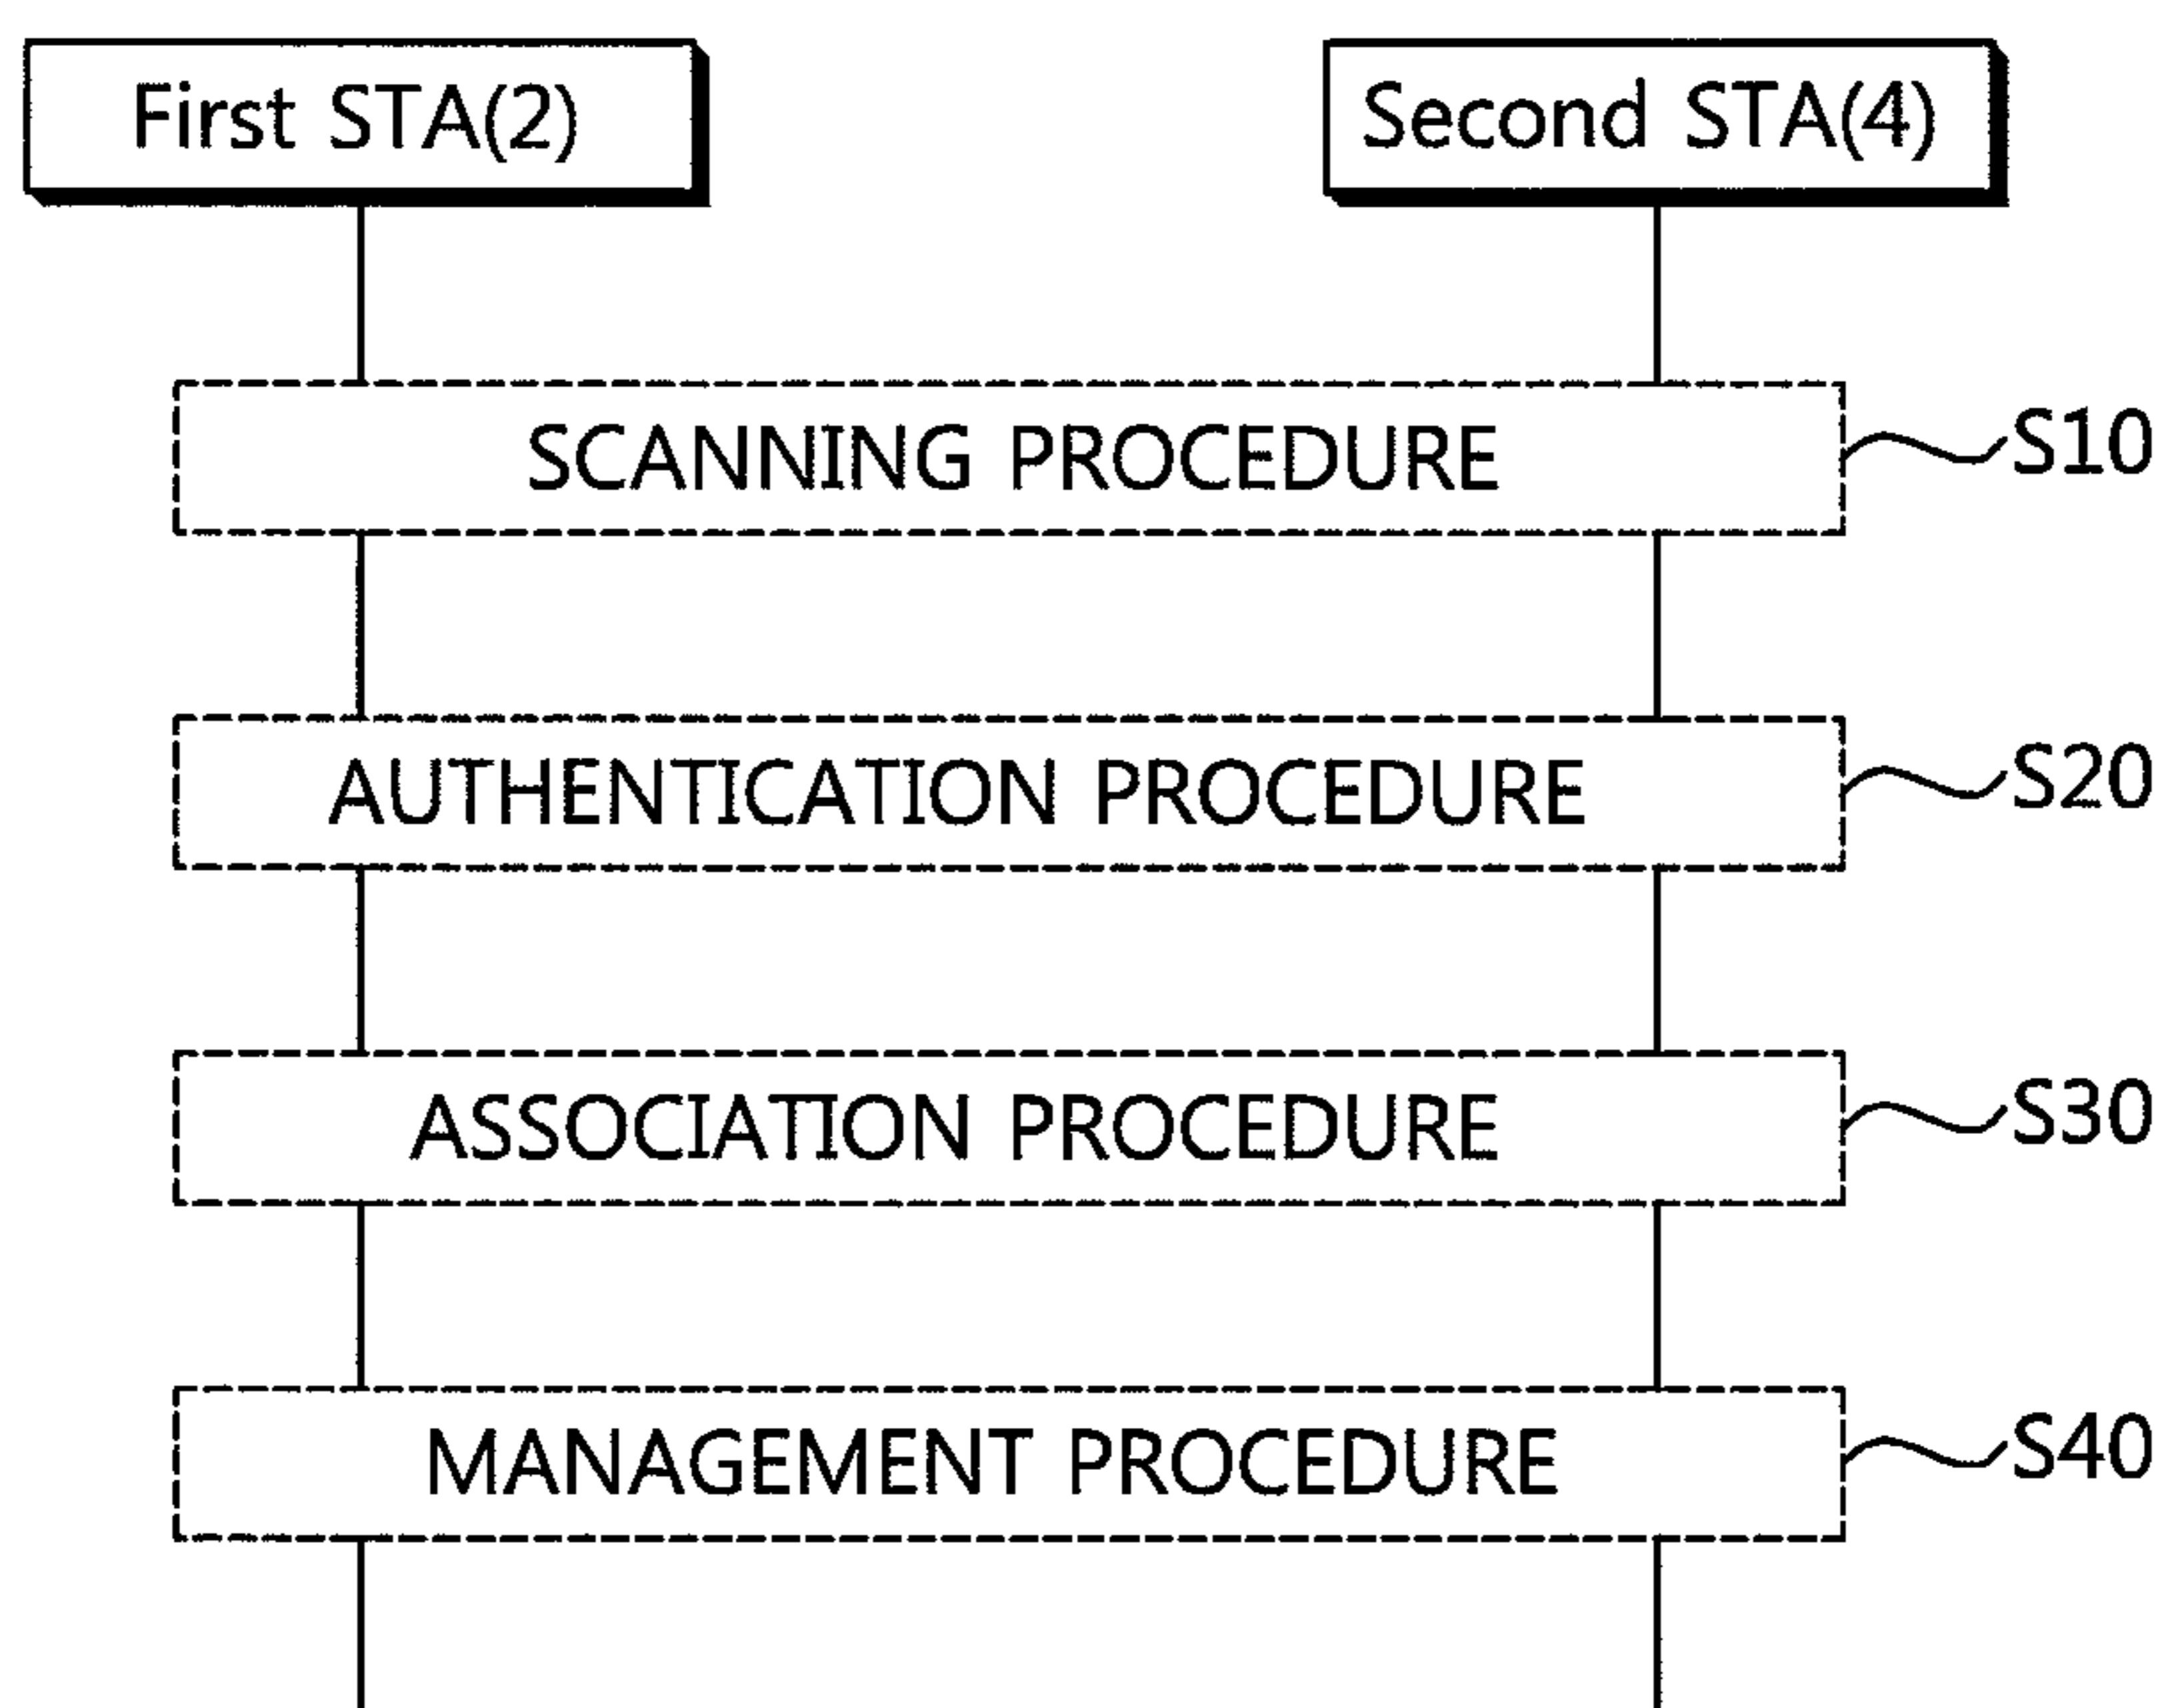 First STA(2)
Second STA(4)
SCANNING PROCEDURE
S10
AUTHENTICATION PROCEDURE
S20
ASSOCIATION PROCEDURE
S30
MANAGEMENT PROCEDURE
S40